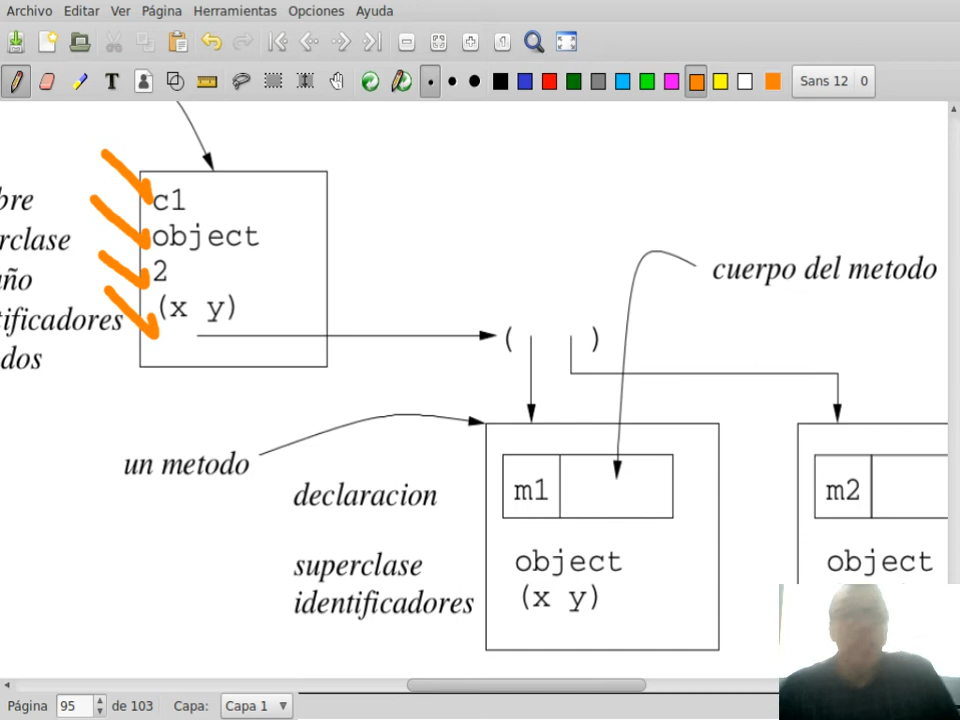 Archivo Editar Ver Página Herramientas Opciones Ayuda
T Sans 12 0
bre c1
rclase object
año 2
tificadores (x y)
dos
cuerpo del metodo
( )
un metodo
declaracion m1 m2
superclase object object
identificadores (x y)
Página 95 de 103 Capa: Capa 1